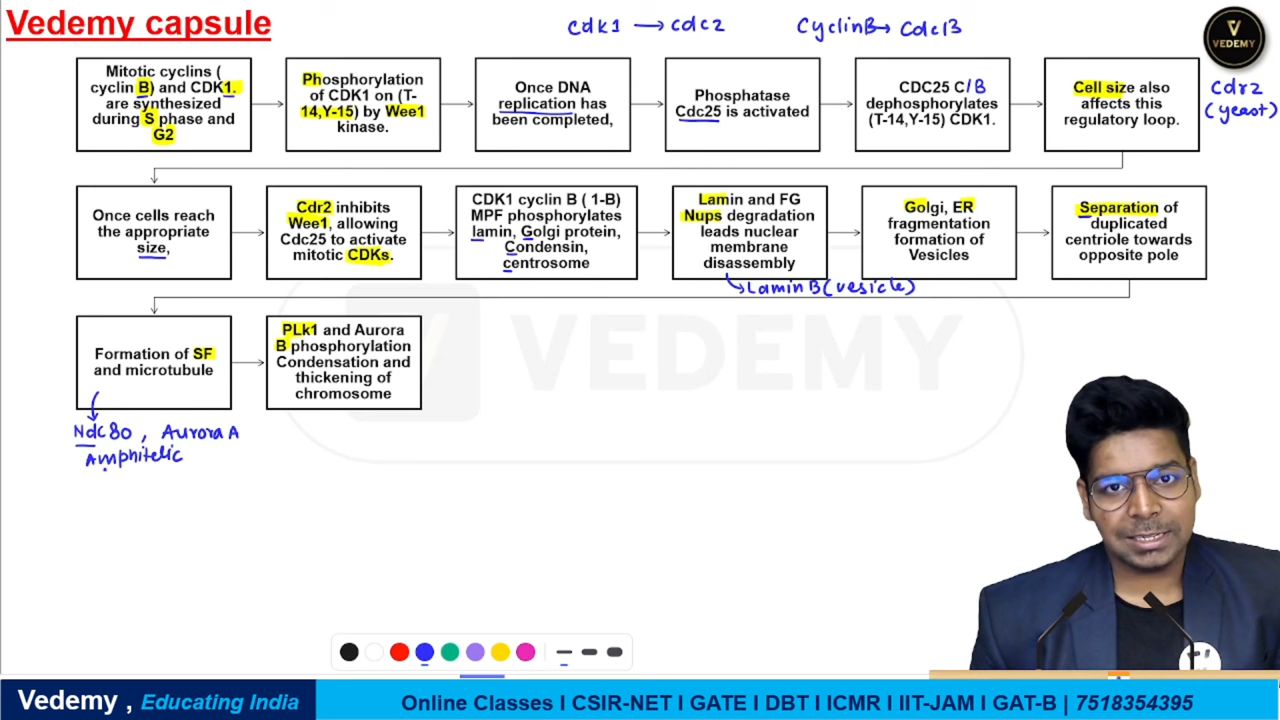 Vedemy capsule
Cdk1 → cdc2
CyclinB → Cdc13
VEDEMY
Mitotic cyclins (
cyclin B) and CDK1.
are synthesized
during S phase and
G2
Phosphorylation
of CDK1 on (T-
14,Y-15) by Wee1
kinase.
Once DNA
replication has
been completed,
Phosphatase
Cdc25 is activated
CDC25 C/B
dephosphorylates
(T-14,Y-15) CDK1.
Cell size also
affects this
regulatory loop.
Cdr2
(yeast)
Once cells reach
the appropriate
size,
Cdr2 inhibits
Wee1, allowing
Cdc25 to activate
mitotic CDKs.
CDK1 cyclin B ( 1-B)
MPF phosphorylates
lamin, Golgi protein,
Condensin,
centrosome
Lamin and FG
Nups degradation
leads nuclear
membrane
disassembly
Golgi, ER
fragmentation
formation of
Vesicles
Separation of
duplicated
centriole towards
opposite pole
LaminB (vesicle)
Formation of SF
and microtubule
PLk1 and Aurora
B phosphorylation
Condensation and
thickening of
chromosome
Ndc80, Aurora A
Amphitelic
VEDEMY
Vedemy , Educating India
Online Classes I CSIR-NET I GATE I DBT I ICMR I IIT-JAM I GAT-B | 7518354395